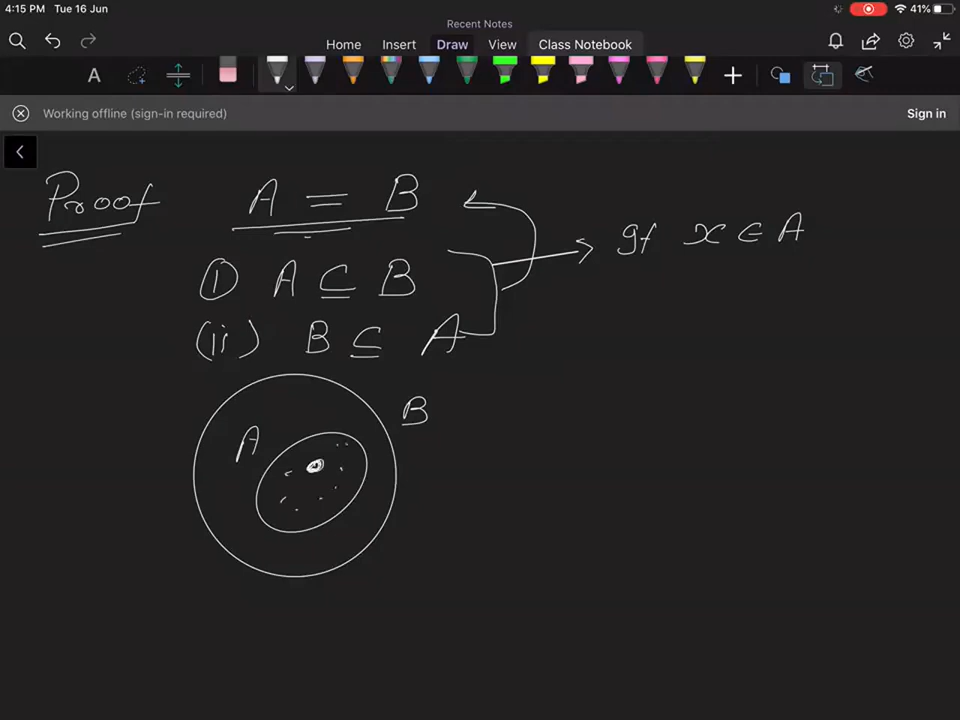 4:15 PM Tue 16 Jun
41%
Recent Notes
Home Insert Draw View Class Notebook
A
Working offline (sign-in required) Sign in
Proof A = B
If x ∈ A
(i) A ⊆ B
(ii) B ⊆ A
B
A